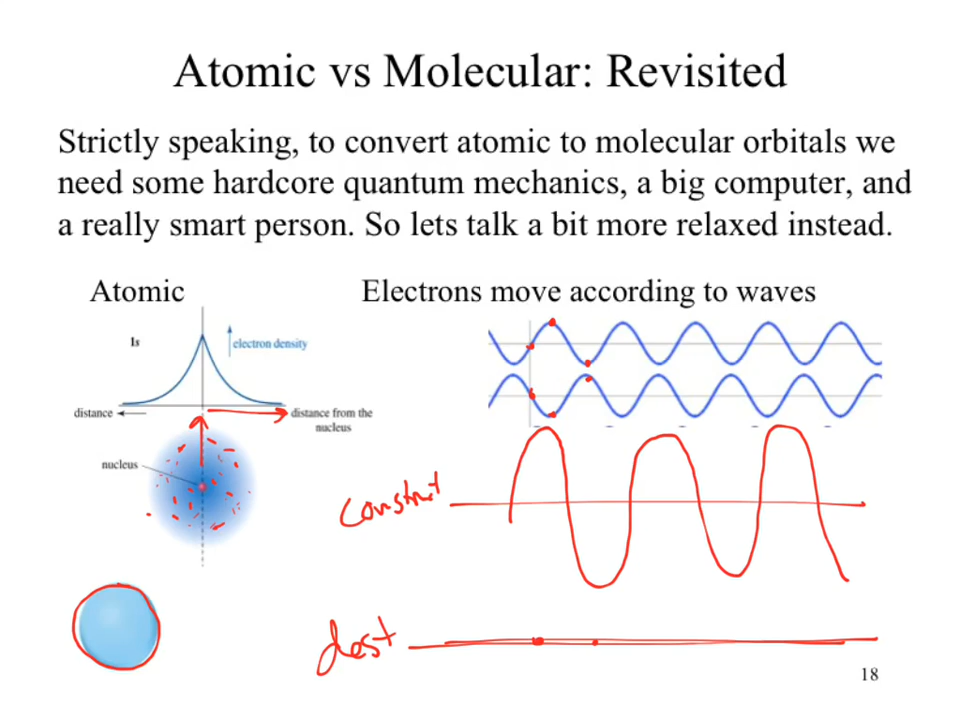 Atomic vs Molecular: Revisited
Strictly speaking, to convert atomic to molecular orbitals we
need some hardcore quantum mechanics, a big computer, and
a really smart person. So lets talk a bit more relaxed instead.
Atomic
Electrons move according to waves
1s
electron density
distance
distance from the
nucleus
nucleus
dest
18